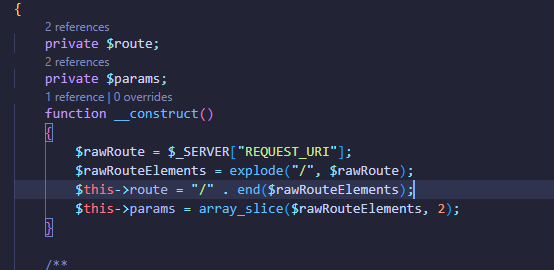 {
2 references
private $route;
2 references
private $params;
1 reference | 0 overrides
function __construct()
{
$rawRoute = $_SERVER["REQUEST_URI"];
$rawRouteElements = explode("/", $rawRoute);
$this->route = "/" . end($rawRouteElements);
$this->params = array_slice($rawRouteElements, 2);
}
/**